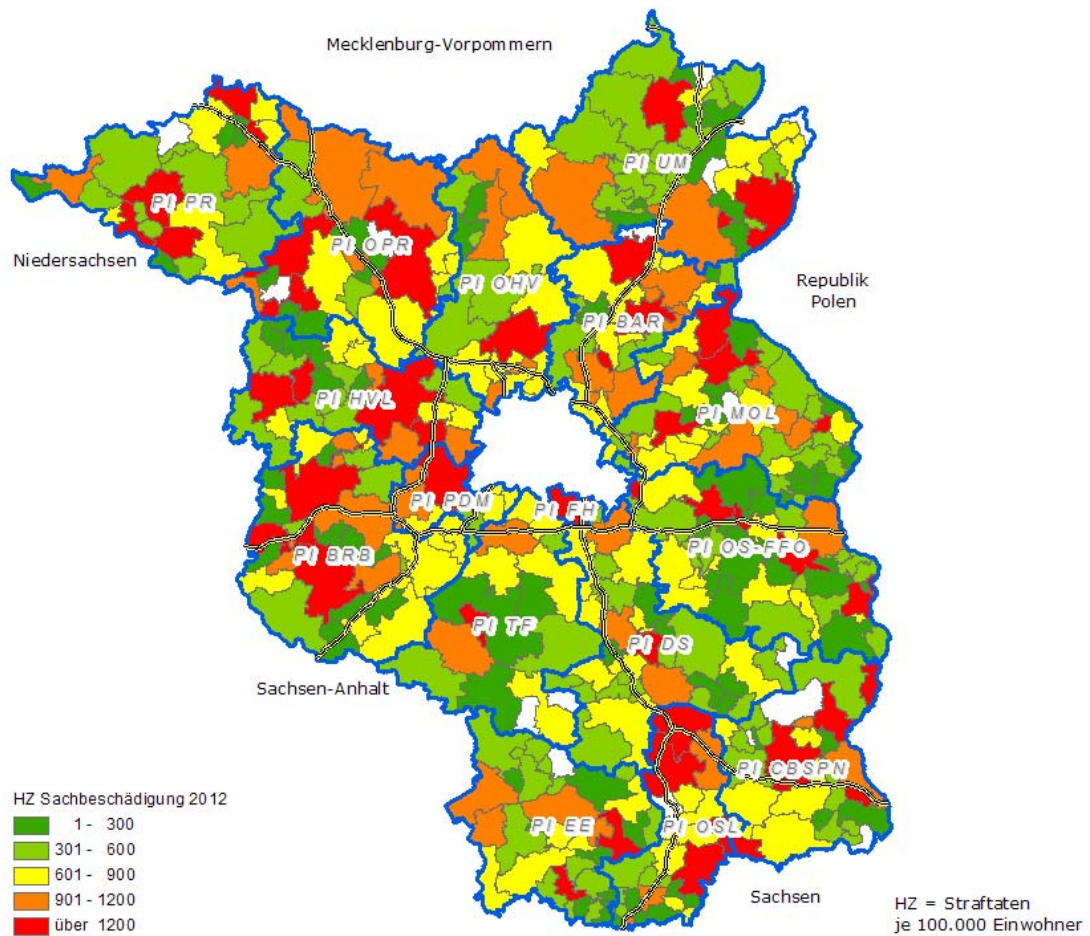 Mecklenburg-Vorpommern
PI UM
PI PR
PI OPR
Niedersachsen
PI OHV
Republik
Polen
PI BAR
PI HVL
PI MOL
PI PDM
PI FH
PI OS-FFO
PI BRB
PI TF
PI DS
Sachsen-Anhalt
PI CBSPN
HZ Sachbeschädigung 2012
1 - 300
301 - 600
601 - 900
901 - 1200
über 1200
PI EE
PI OSL
Sachsen
HZ = Straftaten
je 100.000 Einwohner